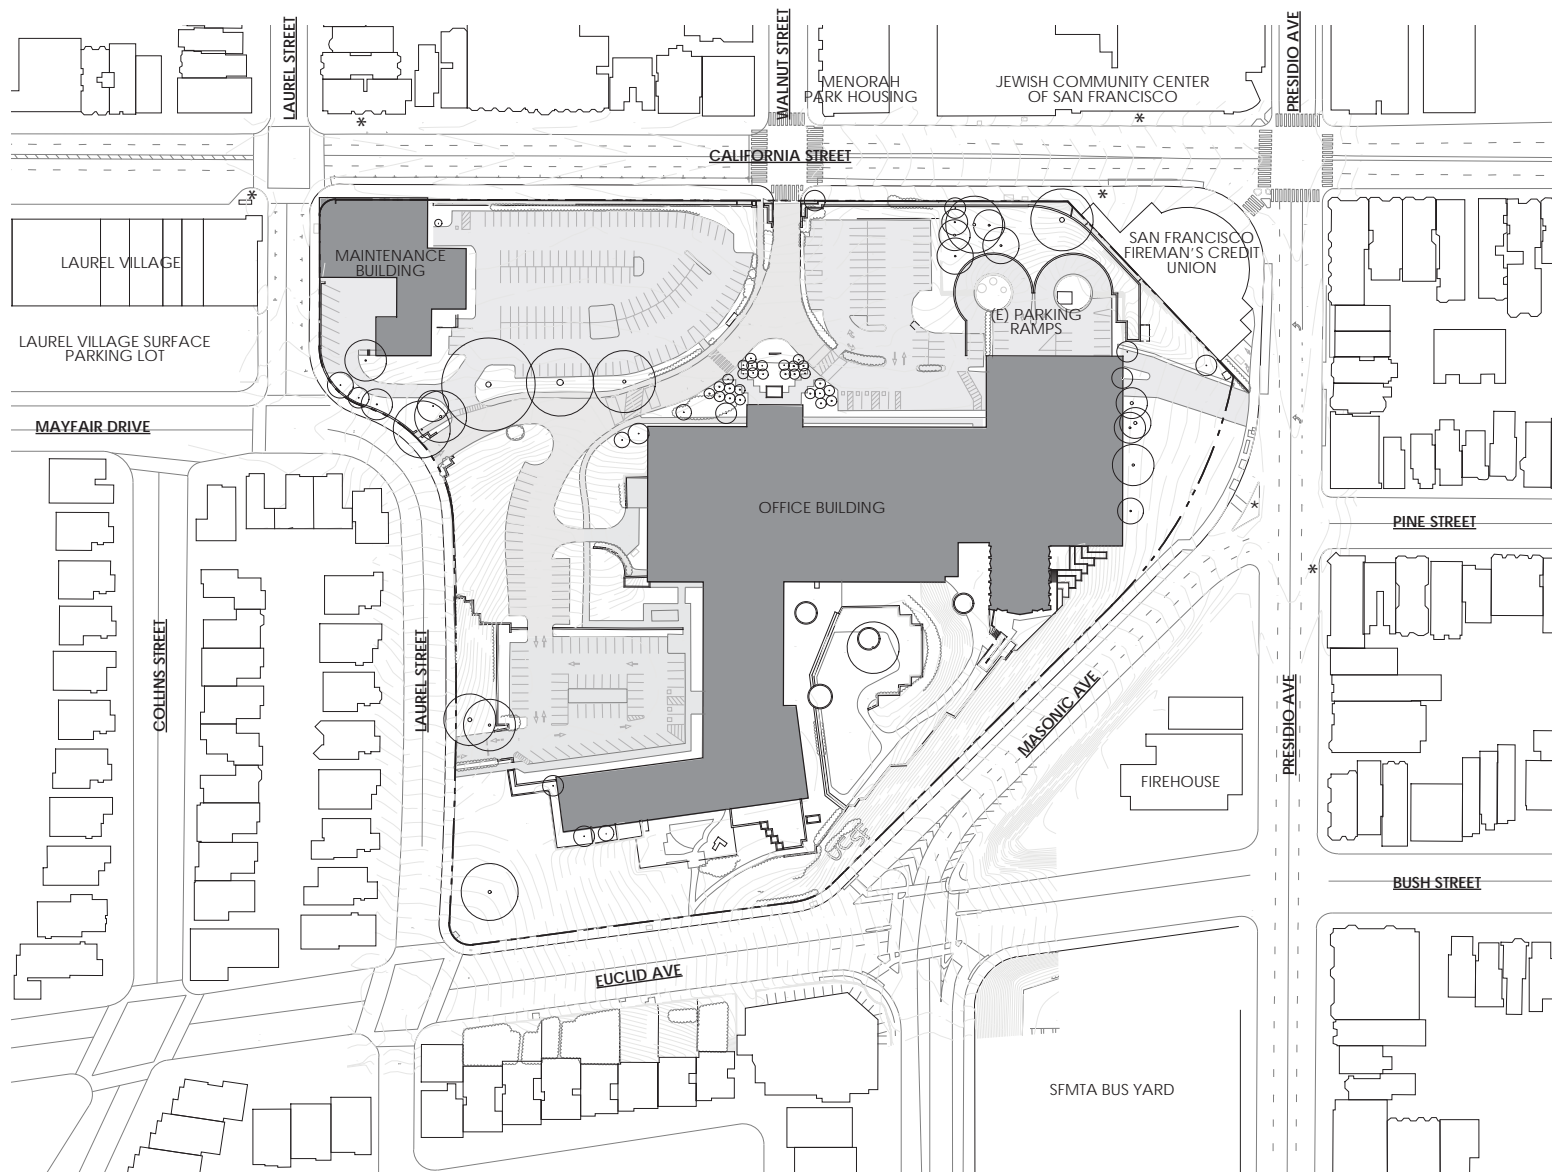 LAUREL STREET
WALNUT STREET
PRESIDIO AVE
MENORAH
PARK HOUSING
JEWISH COMMUNITY CENTER
OF SAN FRANCISCO
CALIFORNIA STREET
LAUREL VILLAGE
MAINTENANCE
BUILDING
SAN FRANCISCO
FIREMAN'S CREDIT
UNION
(E) PARKING
RAMPS
LAUREL VILLAGE SURFACE
PARKING LOT
MAYFAIR DRIVE
OFFICE BUILDING
PINE STREET
COLLINS STREET
LAUREL STREET
MASONIC AVE
PRESIDIO AVE
FIREHOUSE
UCSF
BUSH STREET
EUCLID AVE
SFMTA BUS YARD